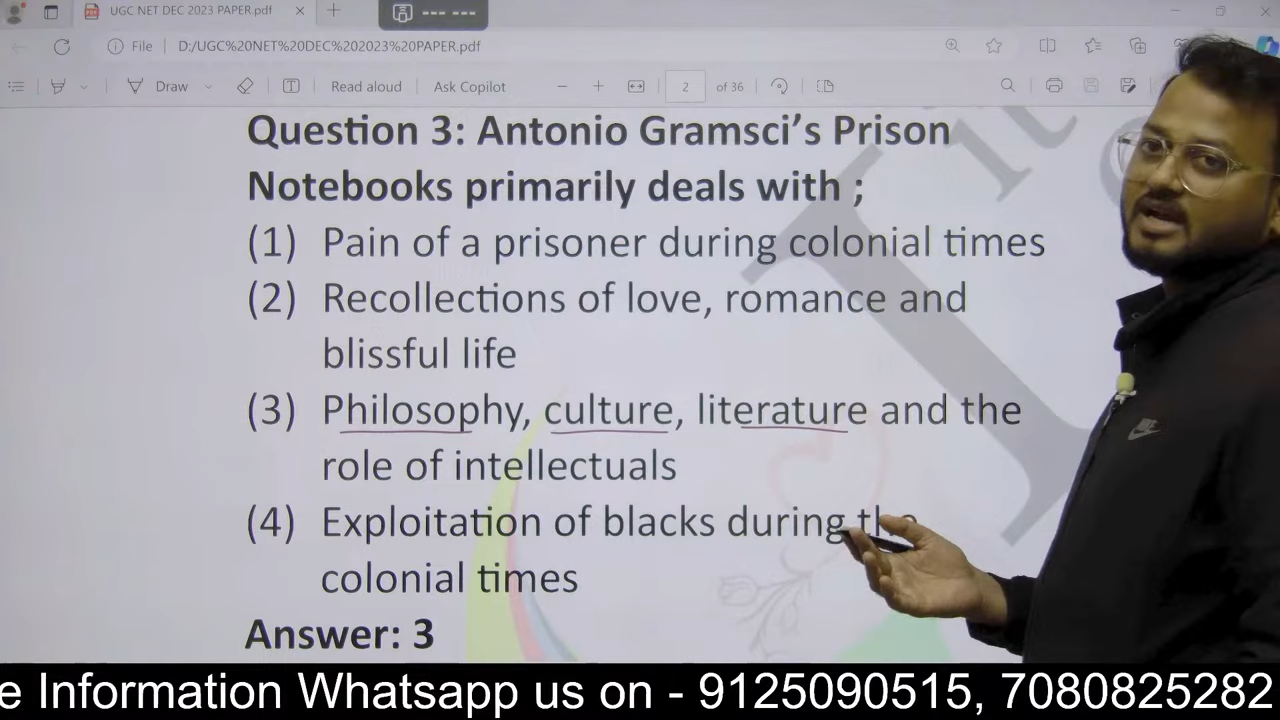 UGC NET DEC 2023 PAPER.pdf
File D:/UGC%20NET%20DEC%202023%20PAPER.pdf
Draw Read aloud Ask Copilot 2 of 36
Question 3: Antonio Gramsci's Prison
Notebooks primarily deals with ;
(1) Pain of a prisoner during colonial times
(2) Recollections of love, romance and
blissful life
(3) Philosophy, culture, literature and the
role of intellectuals
(4) Exploitation of blacks during the
colonial times
Answer: 3
e Information Whatsapp us on - 9125090515, 7080825282